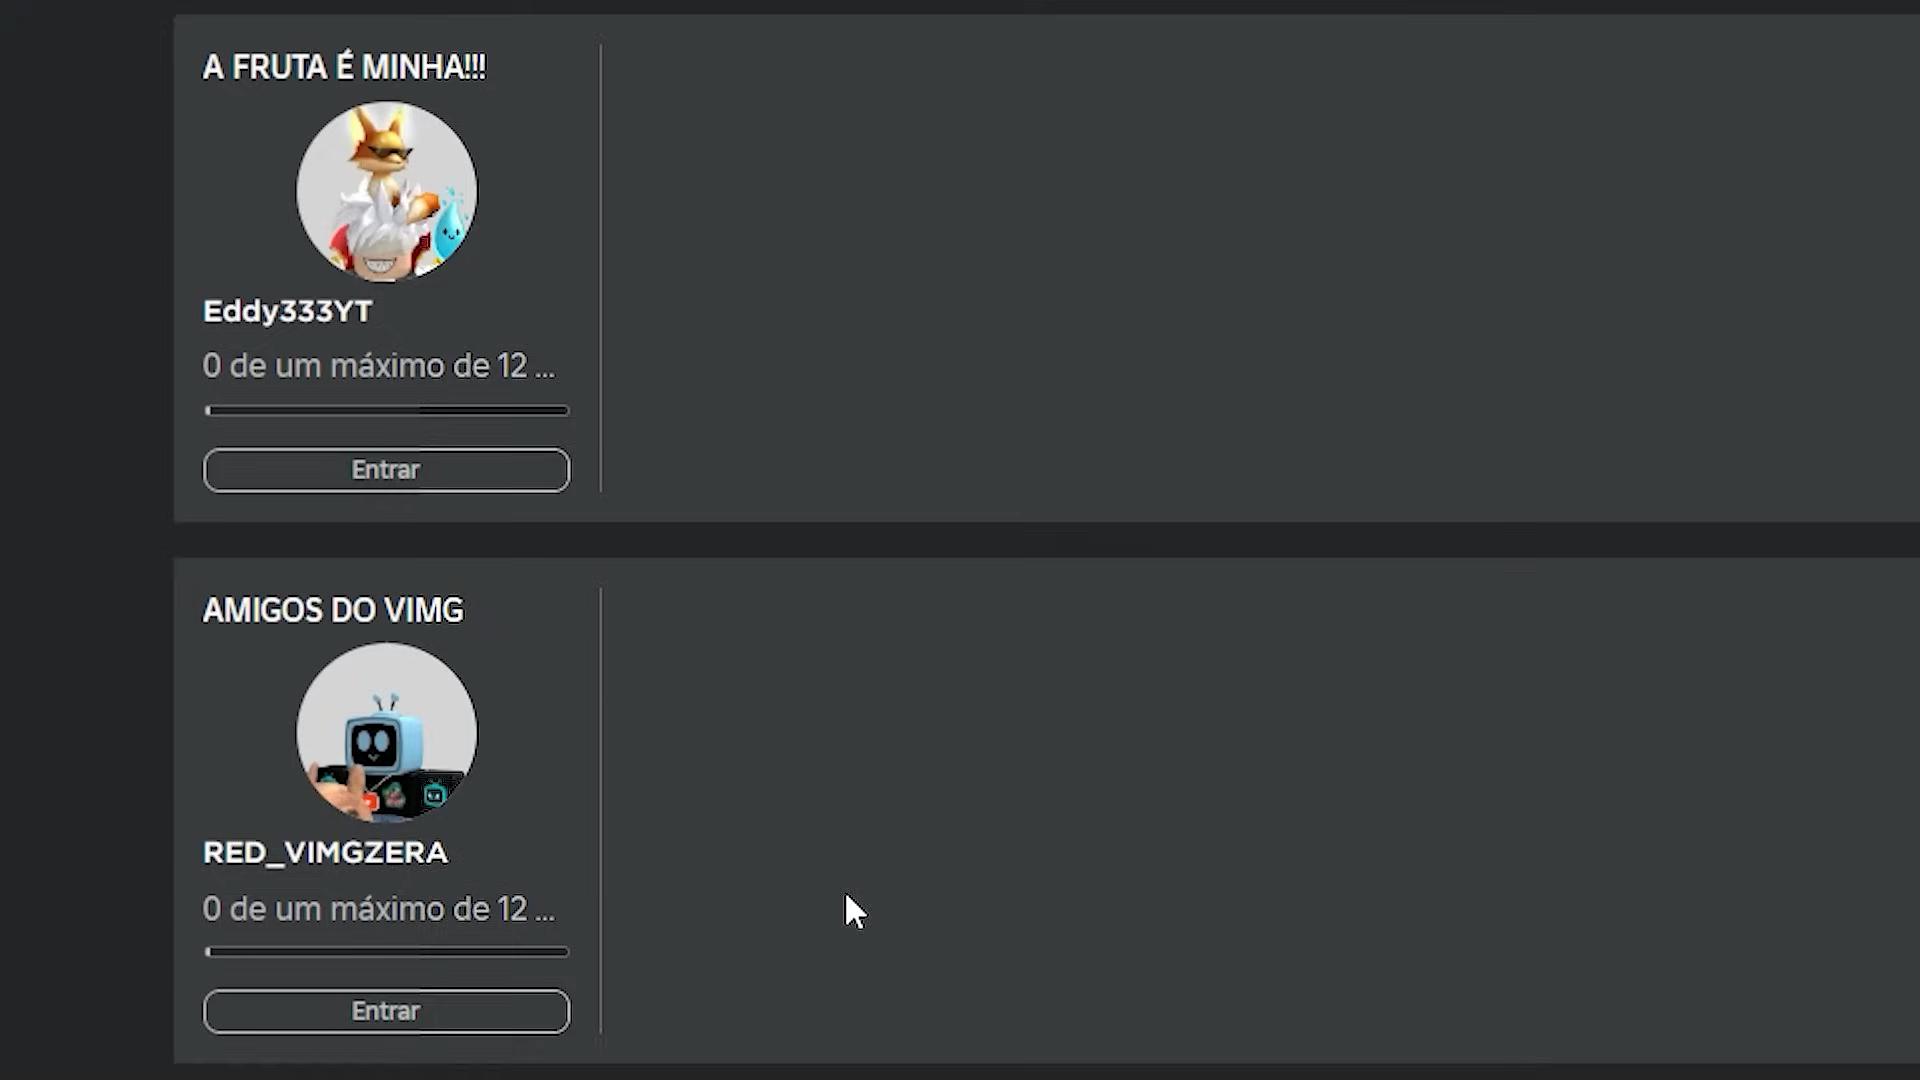 A FRUTA É MINHA!!!
Eddy333YT
0 de um máximo de 12 ...
Entrar
AMIGOS DO VIMG
RED_VIMGZERA
0 de um máximo de 12 ...
Entrar